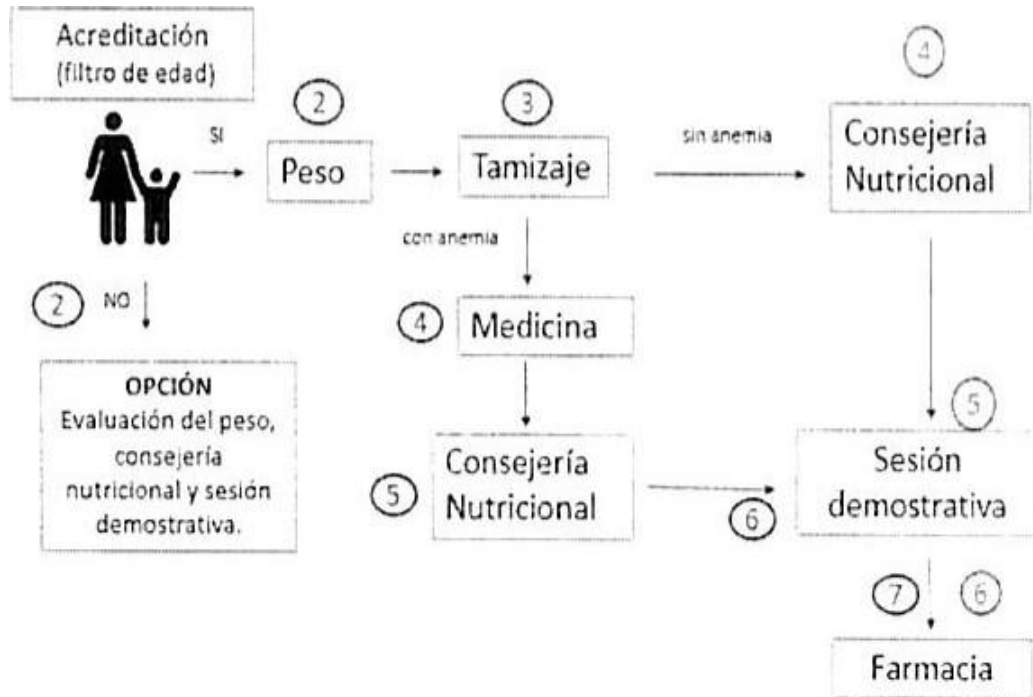 Acreditación
(filtro de edad)
SI
2
Peso
3
Tamizaje
sin anemia
4
Consejería
Nutricional
2
NO
OPCIÓN
Evaluación del peso,
consejería
nutricional y sesión
demostrativa.
con anemia
4
Medicina
5
Consejería
Nutricional
6
5
Sesión
demostrativa
7
6
Farmacia